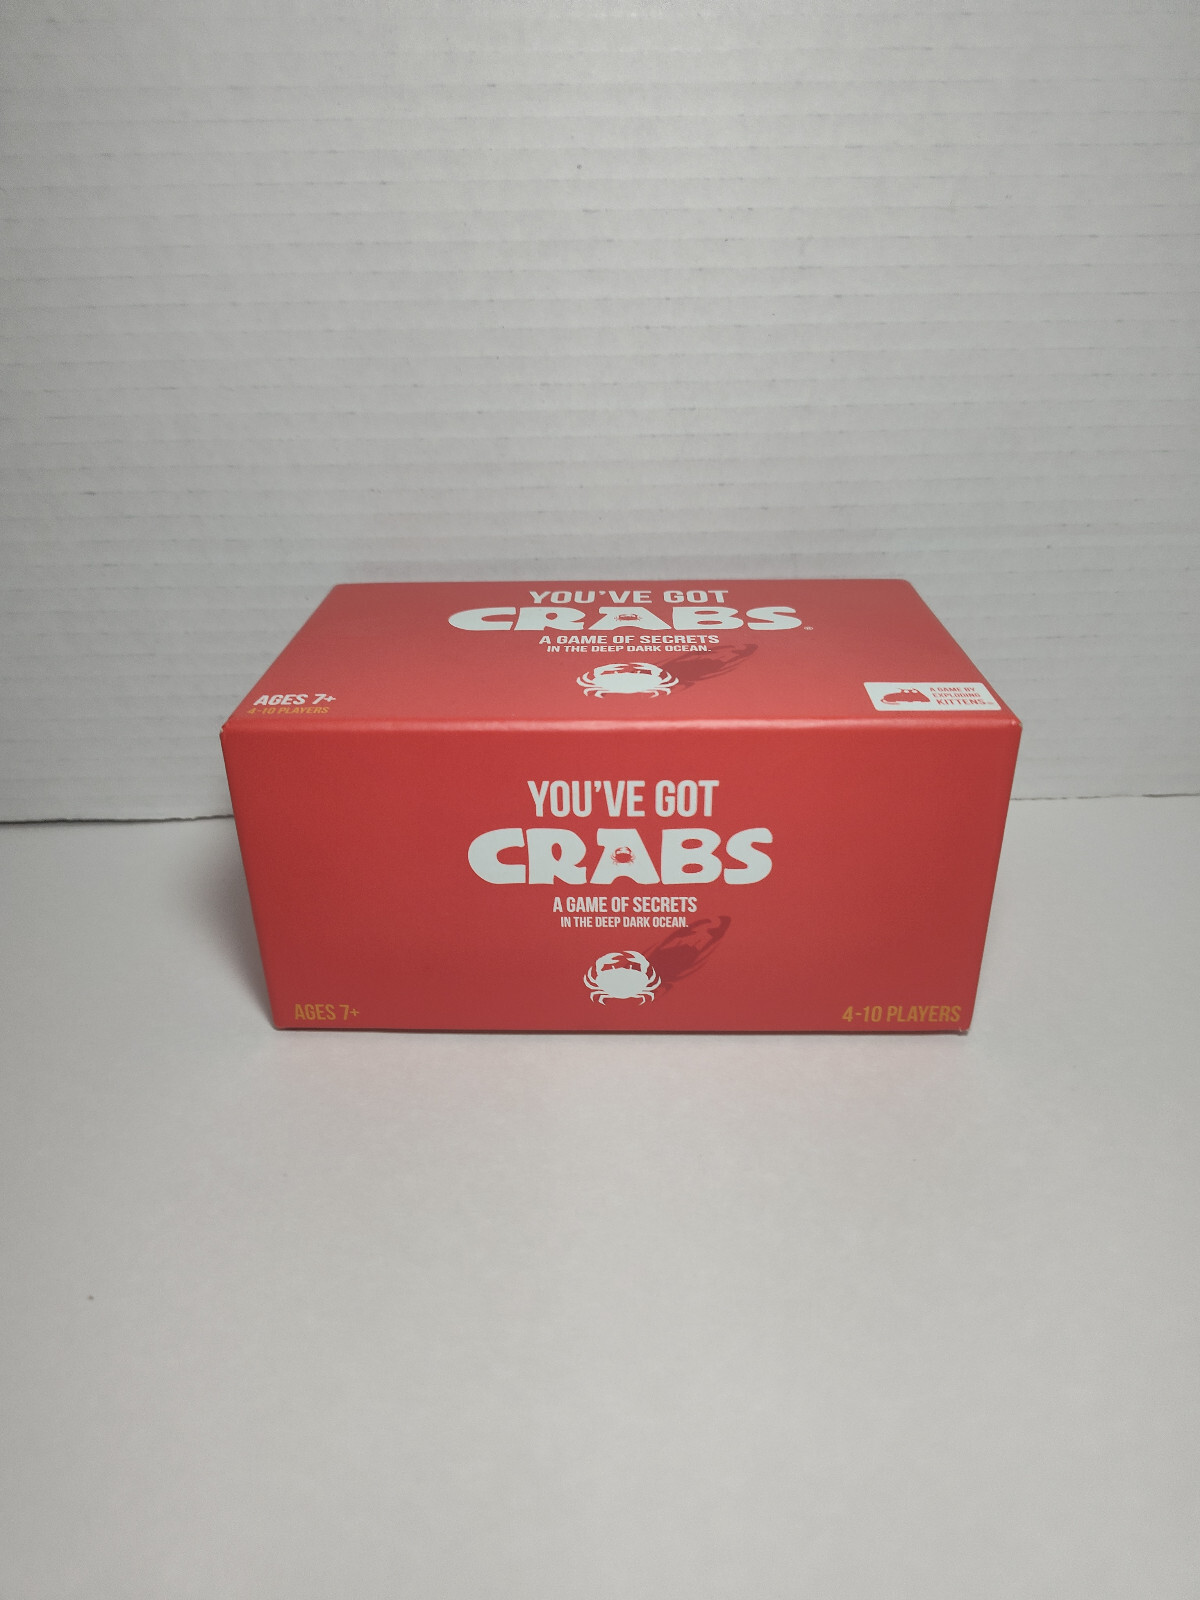 YOU'VE GOT
CRABS®
A GAME OF SECRETS
IN THE DEEP DARK OCEAN.
AGES 7+
4-10 PLAYERS
A GAME BY
EXPLODING
KITTENS
YOU'VE GOT
CRABS
A GAME OF SECRETS
IN THE DEEP DARK OCEAN.
AGES 7+
4-10 PLAYERS